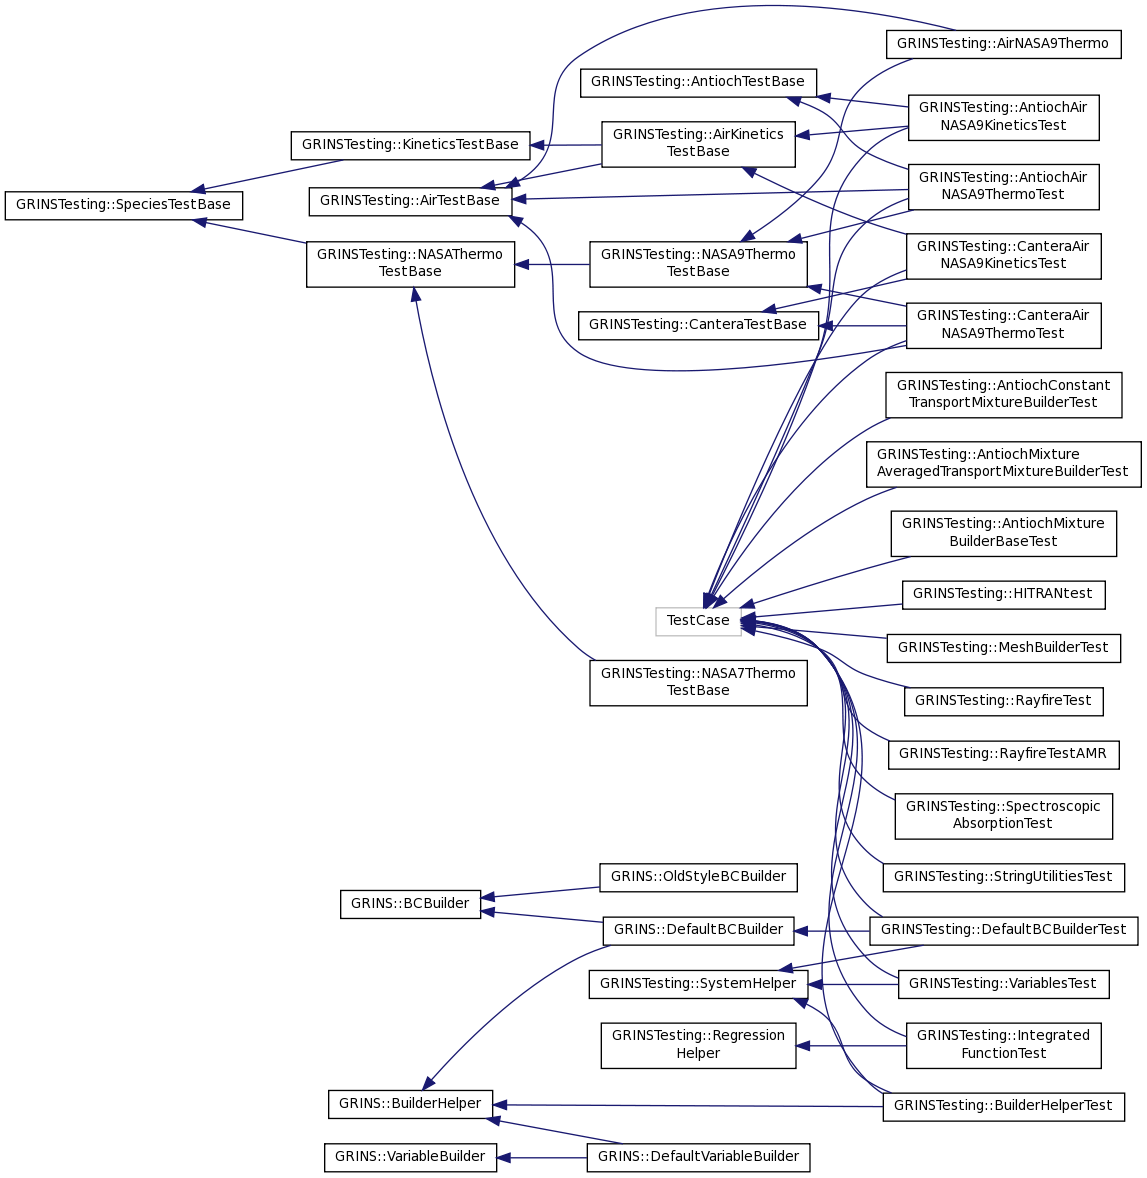 GRINSTesting::AirNASA9Thermo
GRINSTesting::AntiochTestBase
GRINSTesting::AntiochAir
NASA9KineticsTest
GRINSTesting::KineticsTestBase
GRINSTesting::AirKinetics
TestBase
GRINSTesting::SpeciesTestBase
GRINSTesting::AirTestBase
GRINSTesting::AntiochAir
NASA9ThermoTest
GRINSTesting::NASAThermo
TestBase
GRINSTesting::NASA9Thermo
TestBase
GRINSTesting::CanteraAir
NASA9KineticsTest
GRINSTesting::CanteraTestBase
GRINSTesting::CanteraAir
NASA9ThermoTest
GRINSTesting::AntiochConstant
TransportMixtureBuilderTest
GRINSTesting::AntiochMixture
AveragedTransportMixtureBuilderTest
GRINSTesting::AntiochMixture
BuilderBaseTest
GRINSTesting::HITRANtest
TestCase
GRINSTesting::MeshBuilderTest
GRINSTesting::NASA7Thermo
TestBase
GRINSTesting::RayfireTest
GRINSTesting::RayfireTestAMR
GRINSTesting::Spectroscopic
AbsorptionTest
GRINSTesting::StringUtilitiesTest
GRINS::OldStyleBCBuilder
GRINS::BCBuilder
GRINS::DefaultBCBuilder
GRINSTesting::DefaultBCBuilderTest
GRINSTesting::SystemHelper
GRINSTesting::VariablesTest
GRINSTesting::Regression
Helper
GRINSTesting::Integrated
FunctionTest
GRINS::BuilderHelper
GRINSTesting::BuilderHelperTest
GRINS::VariableBuilder
GRINS::DefaultVariableBuilder